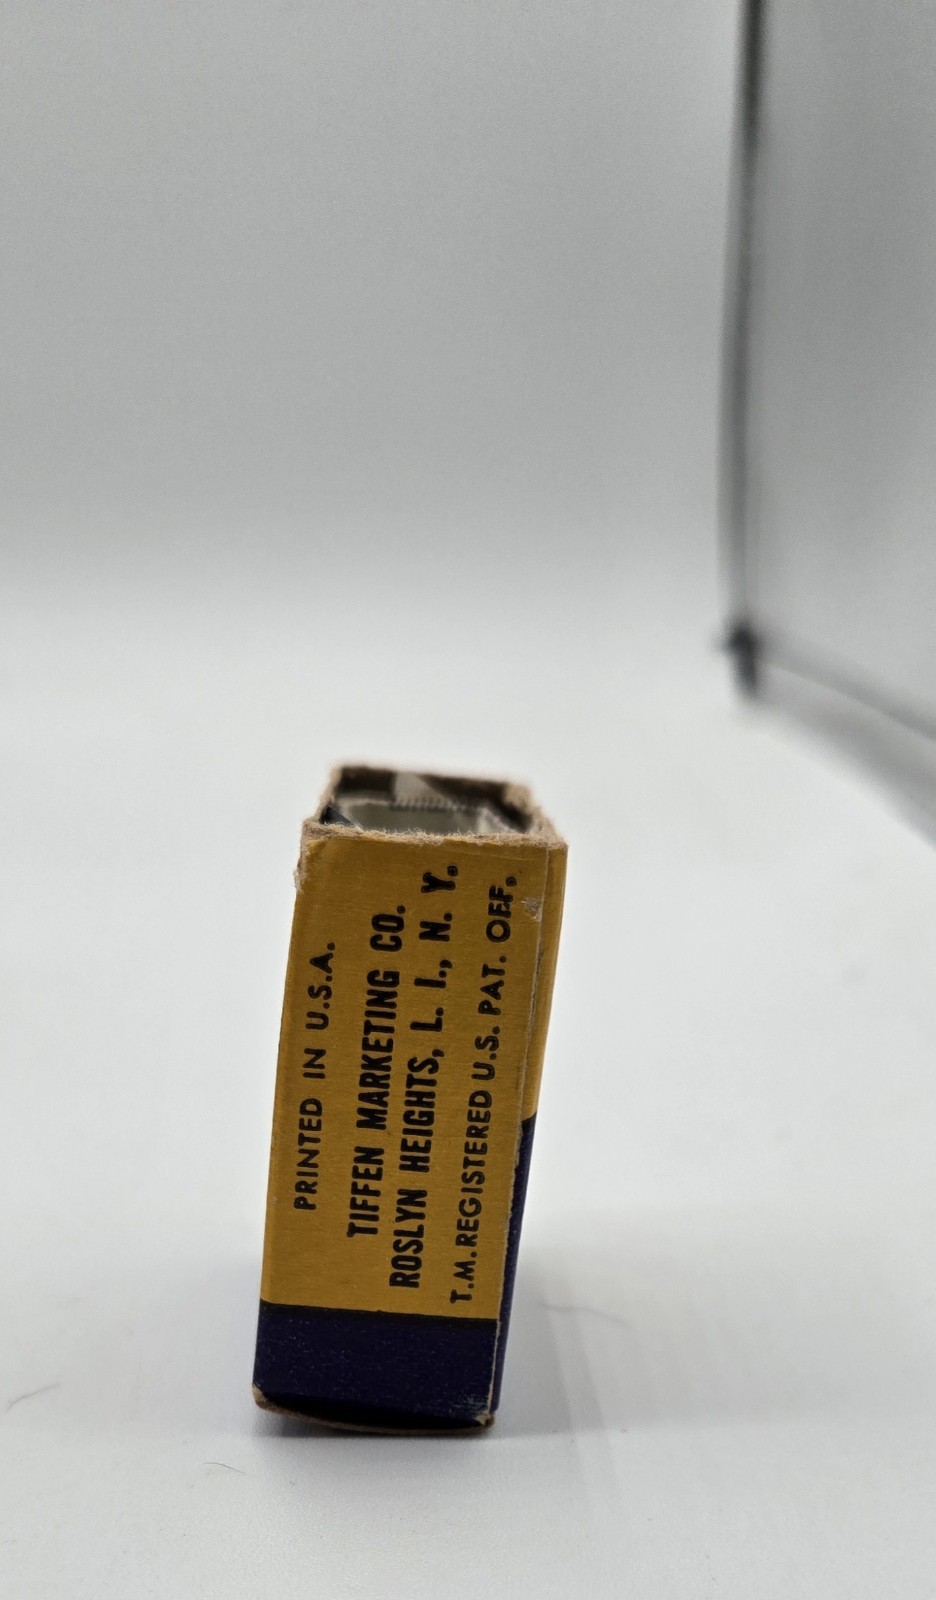 PRINTED IN U.S.A.
TIFFEN MARKETING CO.
ROSLYN HEIGHTS, L. I., N. Y.
T.M. REGISTERED U.S. PAT. OFF.